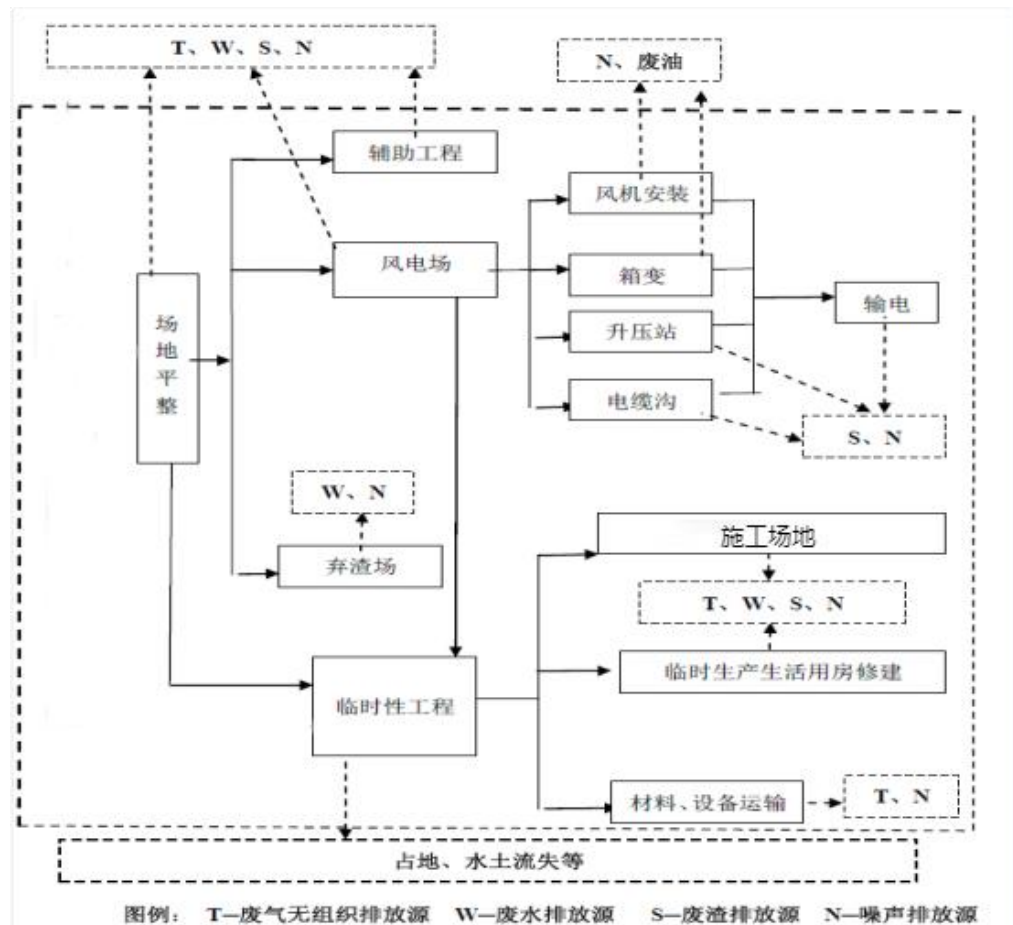 T、W、S、N
N、废油
辅助工程
风机安装
风电场
箱变
输电
场地平整
升压站
电缆沟
S、N
W、N
施工场地
弃渣场
T、W、S、N
临时生产生活用房修建
临时性工程
材料、设备运输
T、N
占地、水土流失等
图例： T—废气无组织排放源 W—废水排放源 S—废渣排放源 N—噪声排放源